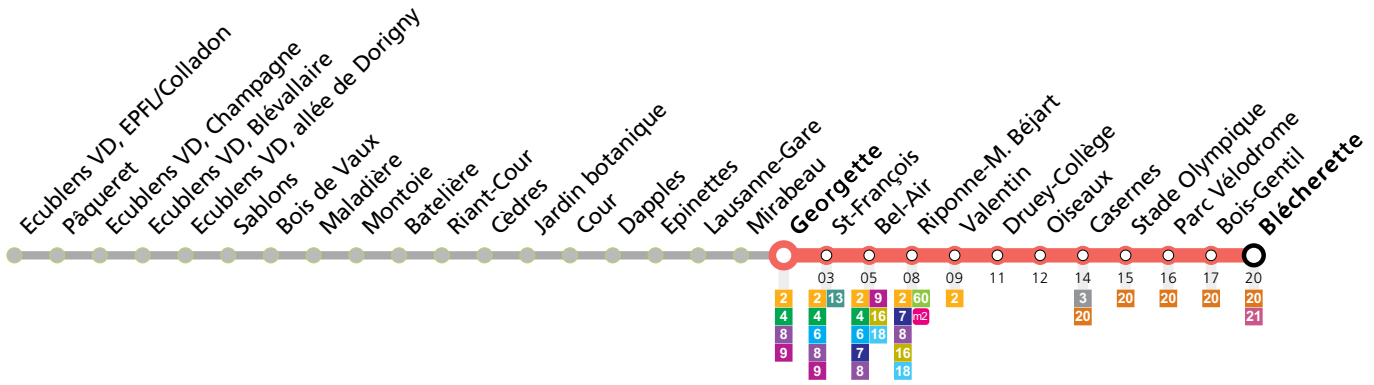 Ecublens VD, EPFL/Colladon
Pâqueret
Ecublens VD, Champagne
Ecublens VD, Blévallaire
Ecublens VD, allée de Dorigny
Sablons
Bois de Vaux
Maladière
Montoie
Batelière
Riant-Cour
Cèdres
Jardin botanique
Cour
Dapples
Epinettes
Lausanne-Gare
Mirabeau
Georgette
St-François
Bel-Air
Riponne-M. Béjart
Valentin
Druey-Collège
Oiseaux
Casernes
Stade Olympique
Parc Vélodrome
Bois-Gentil
Blécherette
03 05 08 09 11 12 14 15 16 17 20
2 2 13 2 9 2 60 2 3 20 20 20 20
4 4 4 16 7 m2 20 21
8 6 6 18 8
9 8 7 16
9 8 18